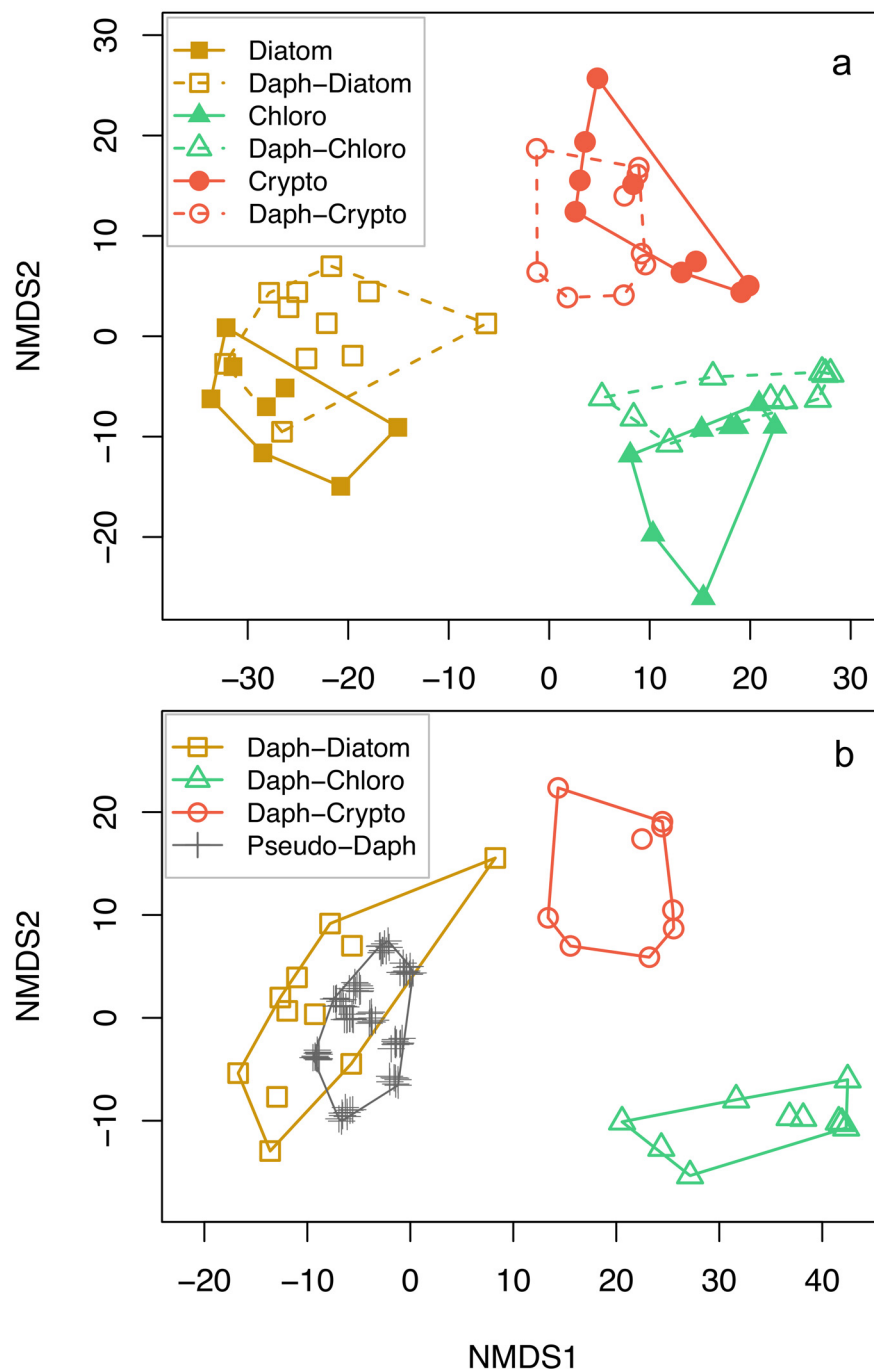 a
Diatom
Daph−Diatom
Chloro
Daph−Chloro
Crypto
Daph−Crypto
NMDS2
30
20
10
0
−10
−20
−30 −20 −10 0 10 20 30
b
Daph−Diatom
Daph−Chloro
Daph−Crypto
Pseudo−Daph
NMDS2
20
10
0
−10
−20 −10 0 10 20 30 40
NMDS1